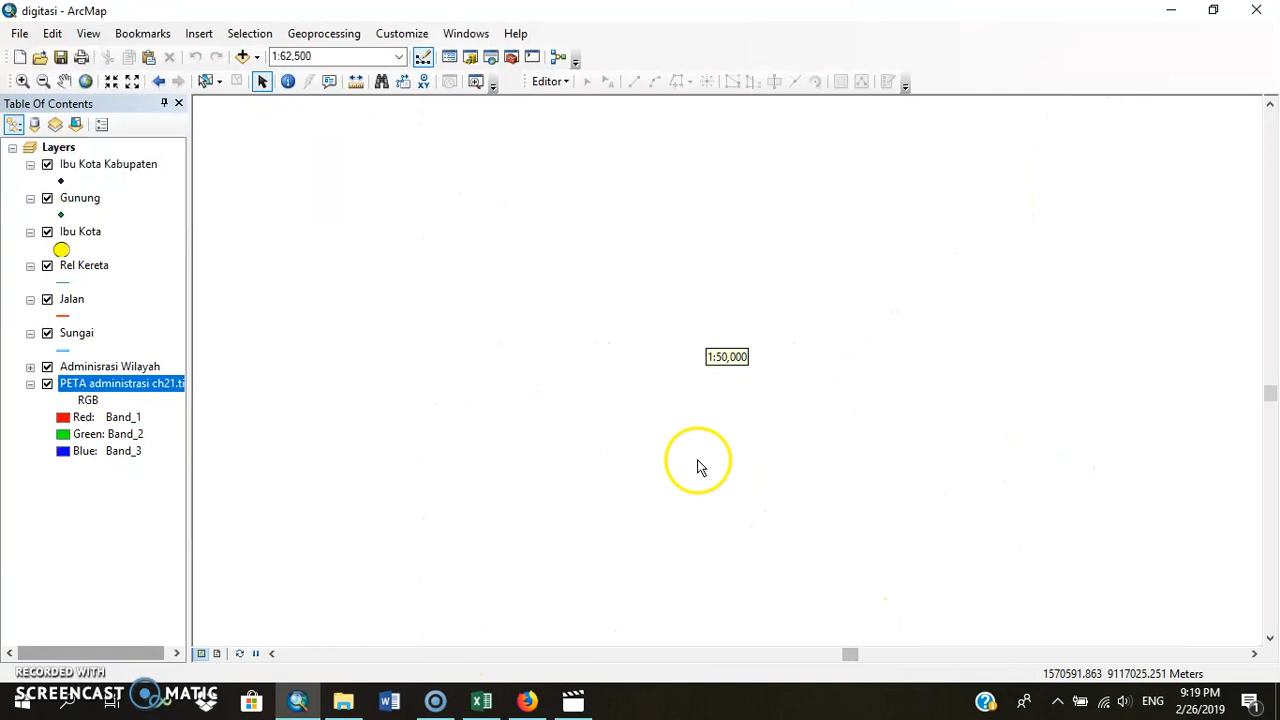 digitasi - ArcMap
File Edit View Bookmarks Insert Selection Geoprocessing Customize Windows Help
1:62,500
Editor
Table Of Contents
Layers
Ibu Kota Kabupaten
Gunung
Ibu Kota
Rel Kereta
Jalan
Sungai
Adminisrasi Wilayah
PETA administrasi ch21.ti
RGB
Red: Band_1
Green: Band_2
Blue: Band_3
1:50,000
1570591.863 9117025.251 Meters
RECORDED WITH
SCREENCAST MATIC
ENG
9:19 PM
2/26/2019